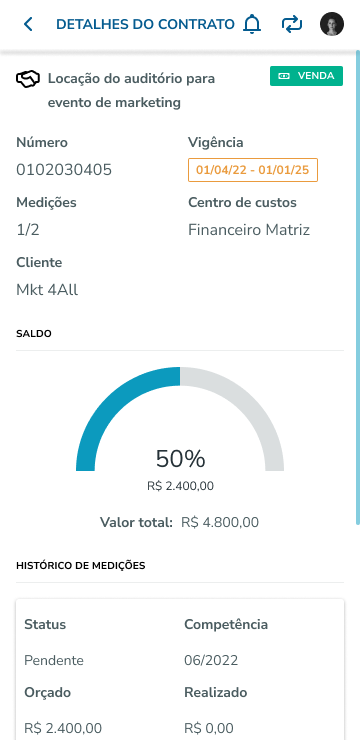 DETALHES DO CONTRATO
Locação do auditório para
evento de marketing
VENDA
Número
Vigência
0102030405
01/04/22 - 01/01/25
Medições
Centro de custos
1/2
Financeiro Matriz
Cliente
Mkt 4All
SALDO
50%
R$ 2.400,00
Valor total: R$ 4.800,00
HISTÓRICO DE MEDIÇÕES
Status
Competência
Pendente
06/2022
Orçado
Realizado
R$ 2.400,00
R$ 0,00